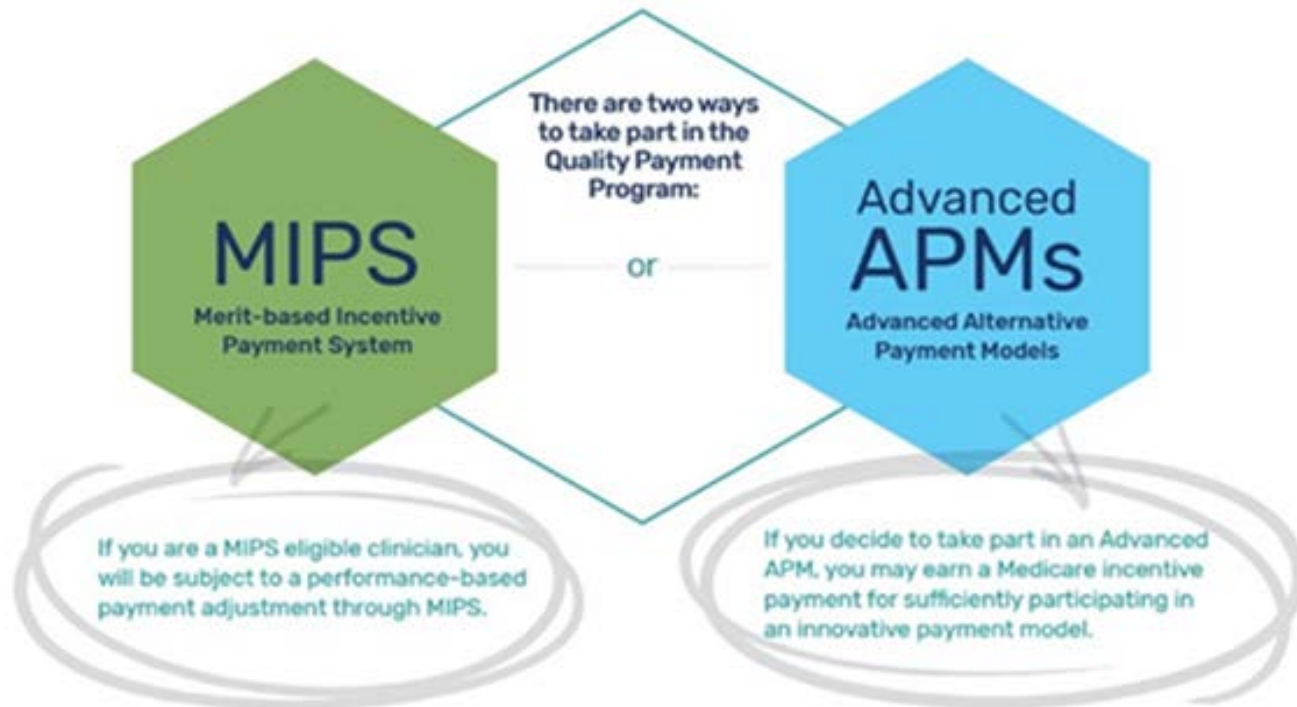 There are two ways
to take part in the
Quality Payment
Program:
MIPS
Merit-based Incentive
Payment System
or
Advanced
APMs
Advanced Alternative
Payment Models
If you are a MIPS eligible clinician, you
will be subject to a performance-based
payment adjustment through MIPS.
If you decide to take part in an Advanced
APM, you may earn a Medicare incentive
payment for sufficiently participating in
an innovative payment model.